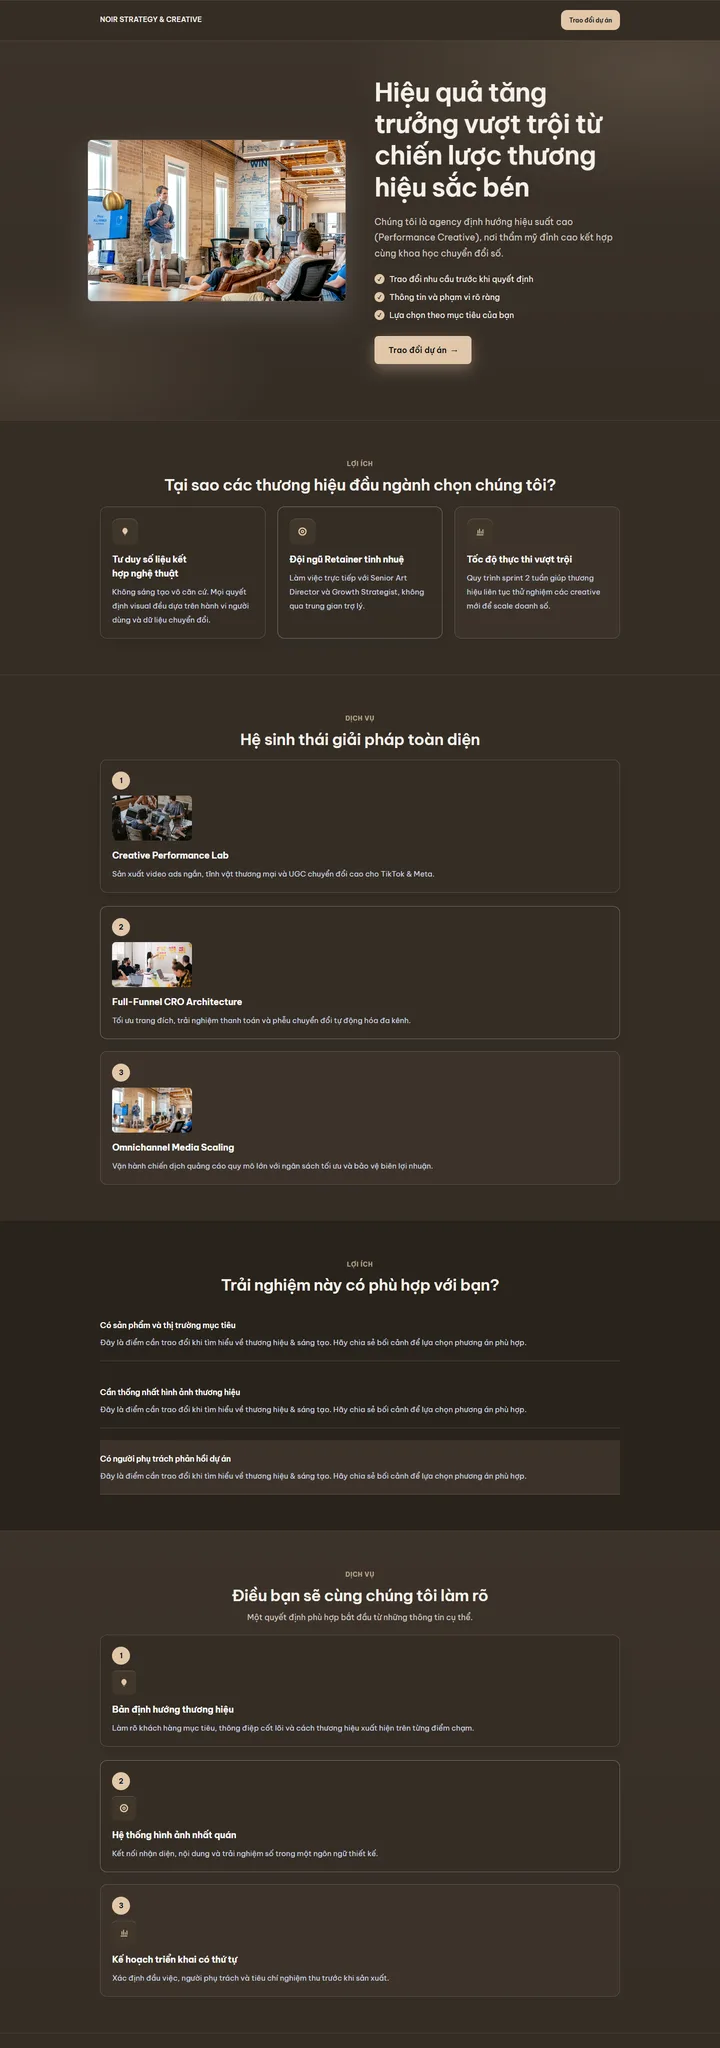 NOIR STRATEGY & CREATIVE
Trao đổi dự án
WIN
Hiệu quả tăng
trưởng vượt trội từ
chiến lược thương
hiệu sắc bén
Chúng tôi là agency định hướng hiệu suất cao
(Performance Creative), nơi thẩm mỹ đỉnh cao kết hợp
cùng khoa học chuyển đổi số.
Trao đổi nhu cầu trước khi quyết định
Thông tin và phạm vi rõ ràng
Lựa chọn theo mục tiêu của bạn
Trao đổi dự án →
LỢI ÍCH
Tại sao các thương hiệu đầu ngành chọn chúng tôi?
Tư duy số liệu kết
hợp nghệ thuật
Không sáng tạo vô căn cứ. Mọi quyết
định visual đều dựa trên hành vi người
dùng và dữ liệu chuyển đổi.
Đội ngũ Retainer tinh nhuệ
Làm việc trực tiếp với Senior Art
Director và Growth Strategist, không
qua trung gian trợ lý.
Tốc độ thực thi vượt trội
Quy trình sprint 2 tuần giúp thương
hiệu liên tục thử nghiệm các creative
mới để scale doanh số.
DỊCH VỤ
Hệ sinh thái giải pháp toàn diện
1
Creative Performance Lab
Sản xuất video ads ngắn, tĩnh vật thương mại và UGC chuyển đổi cao cho TikTok & Meta.
2
Full-Funnel CRO Architecture
Tối ưu trang đích, trải nghiệm thanh toán và phễu chuyển đổi tự động hóa đa kênh.
3
Omnichannel Media Scaling
Vận hành chiến dịch quảng cáo quy mô lớn với ngân sách tối ưu và bảo vệ biên lợi nhuận.
LỢI ÍCH
Trải nghiệm này có phù hợp với bạn?
Có sản phẩm và thị trường mục tiêu
Đây là điểm cần trao đổi khi tìm hiểu về thương hiệu & sáng tạo. Hãy chia sẻ bối cảnh để lựa chọn phương án phù hợp.
Cần thống nhất hình ảnh thương hiệu
Đây là điểm cần trao đổi khi tìm hiểu về thương hiệu & sáng tạo. Hãy chia sẻ bối cảnh để lựa chọn phương án phù hợp.
Có người phụ trách phản hồi dự án
Đây là điểm cần trao đổi khi tìm hiểu về thương hiệu & sáng tạo. Hãy chia sẻ bối cảnh để lựa chọn phương án phù hợp.
DỊCH VỤ
Điều bạn sẽ cùng chúng tôi làm rõ
Một quyết định phù hợp bắt đầu từ những thông tin cụ thể.
1
Bản định hướng thương hiệu
Làm rõ khách hàng mục tiêu, thông điệp cốt lõi và cách thương hiệu xuất hiện trên từng điểm chạm.
2
Hệ thống hình ảnh nhất quán
Kết nối nhận diện, nội dung và trải nghiệm số trong một ngôn ngữ thiết kế.
3
Kế hoạch triển khai có thứ tự
Xác định đầu việc, người phụ trách và tiêu chí nghiệm thu trước khi sản xuất.